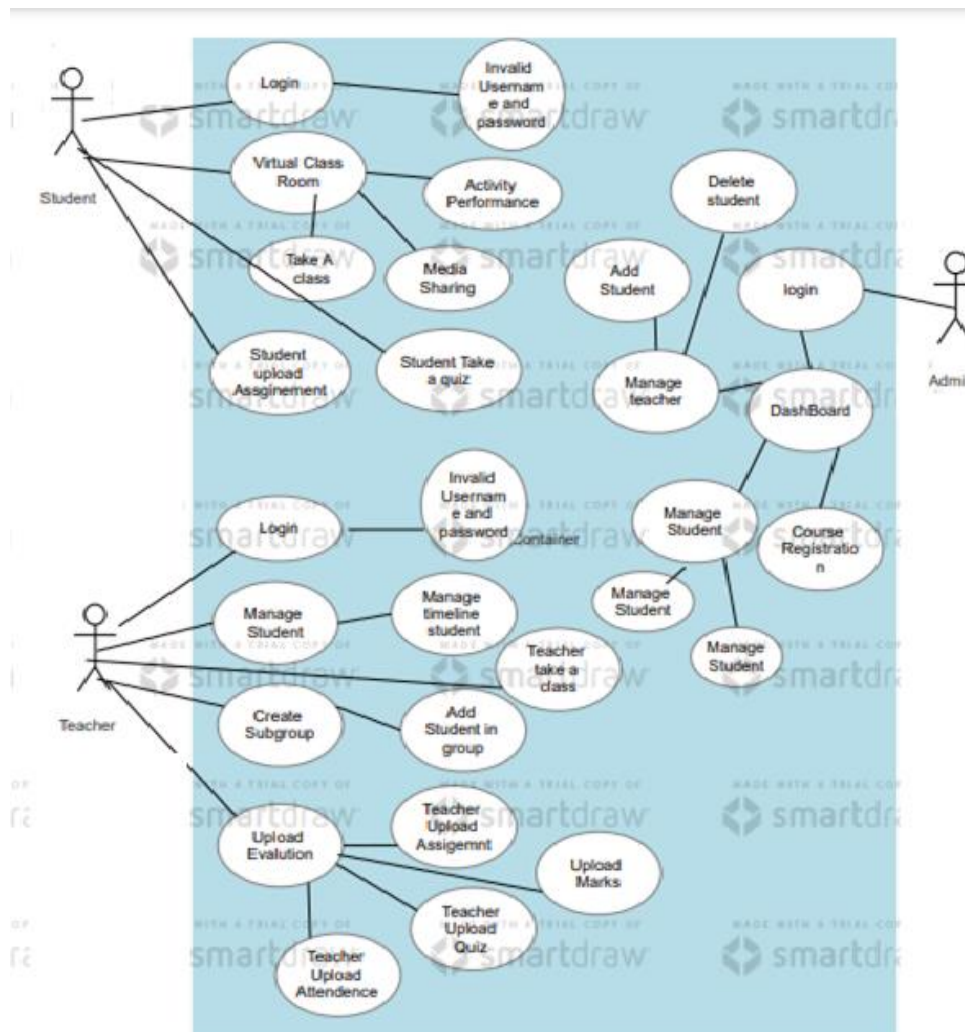 Login
Invalid
Usernam
e and
password
Student
Virtual Class
Room
Activity
Performance
Take A
class
Media
Sharing
Student
upload
Assginement
Student Take
a quiz
Delete
student
Add
Student
login
Admi
Manage
teacher
DashBoard
Manage
Student
Course
Registratio
n
Manage
Student
Manage
Student
Login
Invalid
Usernam
e and
password
Container
Manage
Student
Manage
timeline
student
Teacher
take a
class
Teacher
Create
Subgroup
Add
Student in
group
Upload
Evalution
Teacher
Upload
Assigemnt
Upload
Marks
Teacher
Upload
Quiz
Teacher
Upload
Attendence
MADE WITH A TRIAL COPY OF
smartdraw